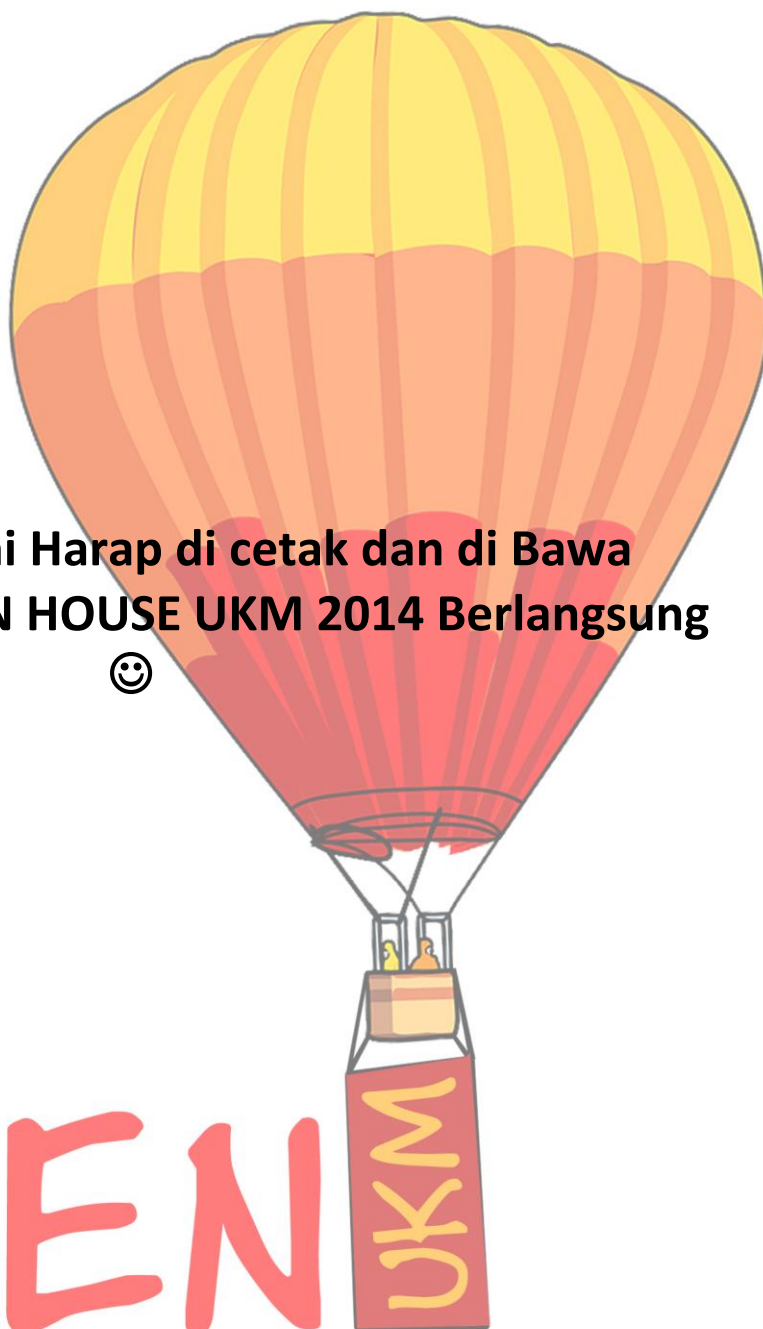 i Harap di cetak dan di Bawa
N HOUSE UKM 2014 Berlangsung
☺
EN
UKM